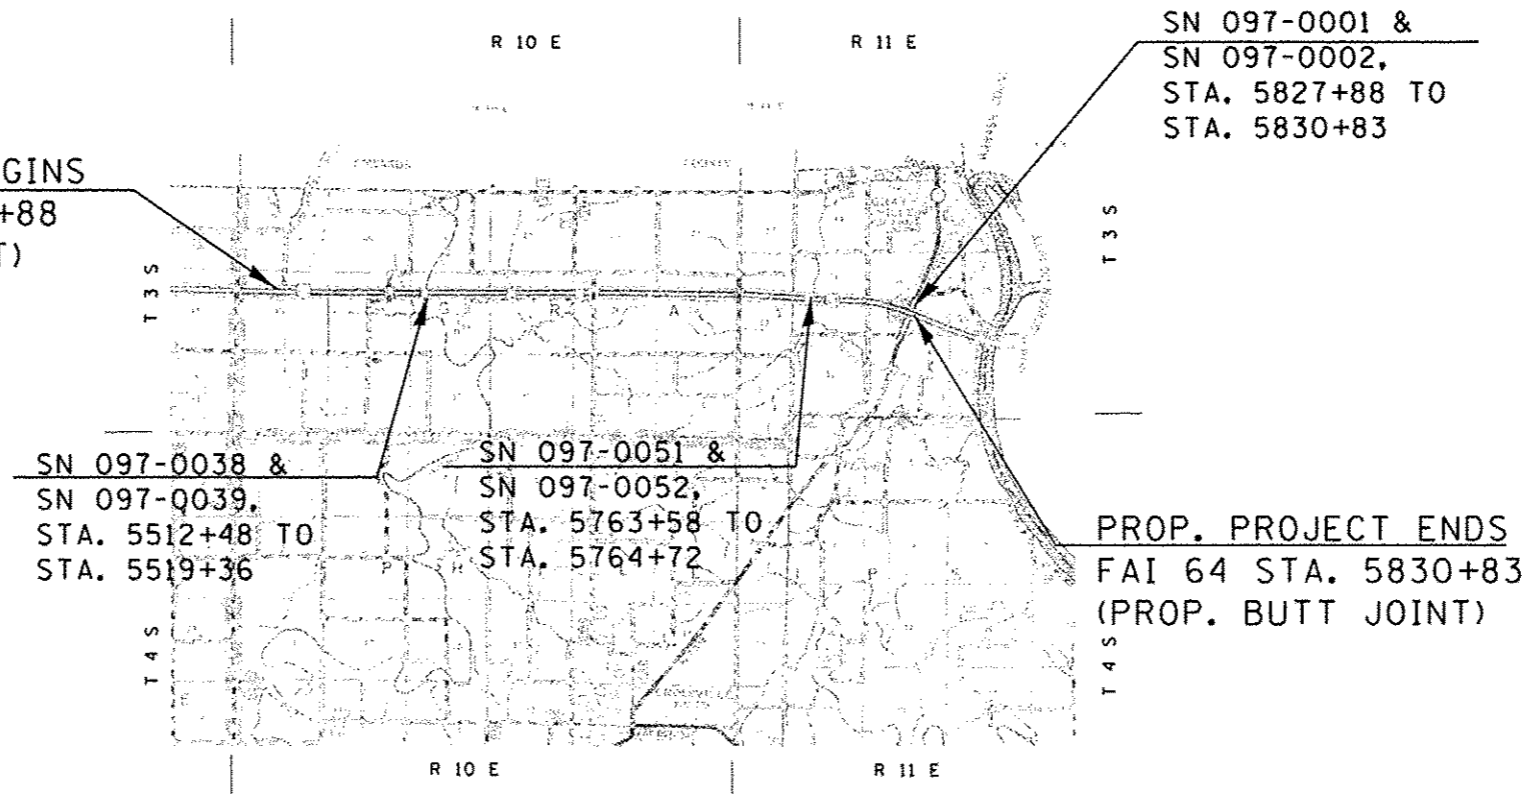 R 10 E
R 11 E
SN 097-0001 &
SN 097-0002,
STA. 5827+88 TO
STA. 5830+83
GINS
+88
T)
T 3 S
T 3 S
SN 097-0038 &
SN 097-0039,
STA. 5512+48 TO
STA. 5519+36
SN 097-0051 &
SN 097-0052,
STA. 5763+58 TO
STA. 5764+72
PROP. PROJECT ENDS
FAI 64 STA. 5830+83
(PROP. BUTT JOINT)
T 4 S
T 4 S
R 10 E
R 11 E